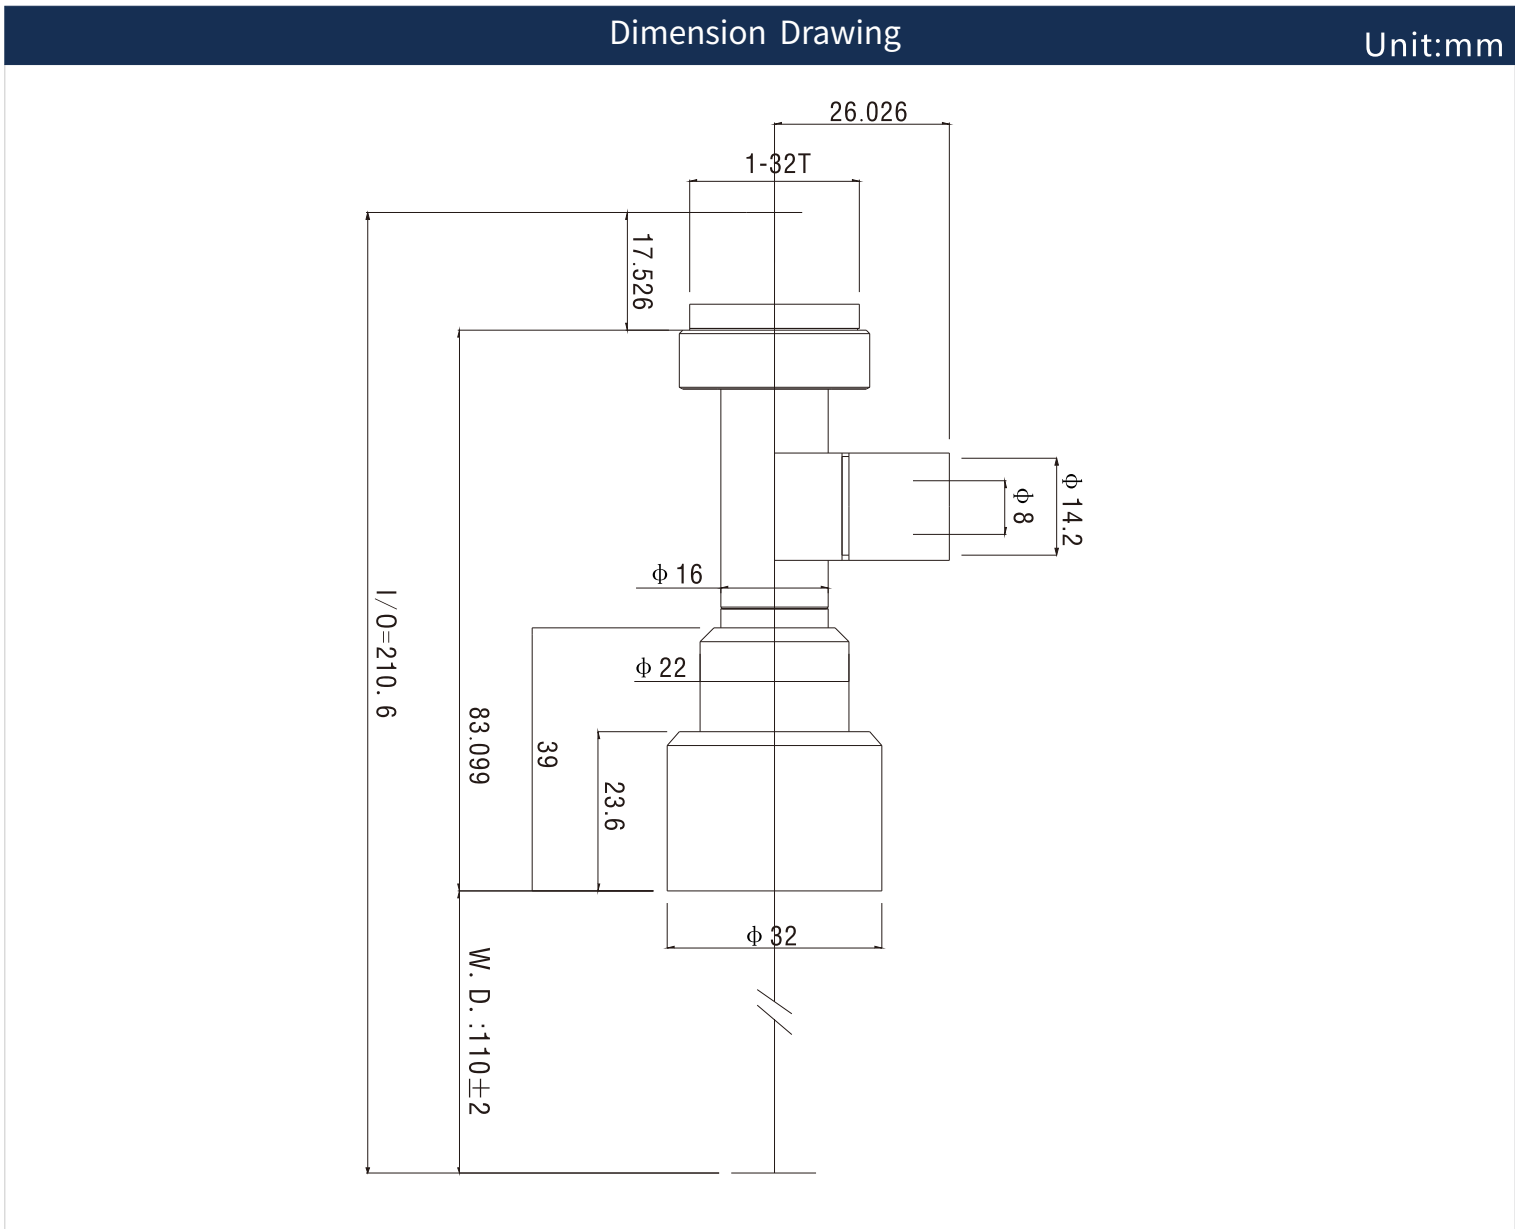 Dimension Drawing
Unit:mm
26.026
1-32T
17.526
ф 14.2
ф 8
ф 16
I/O=210. 6
ф 22
83.099
39
23.6
ф 32
W. D. :110±2